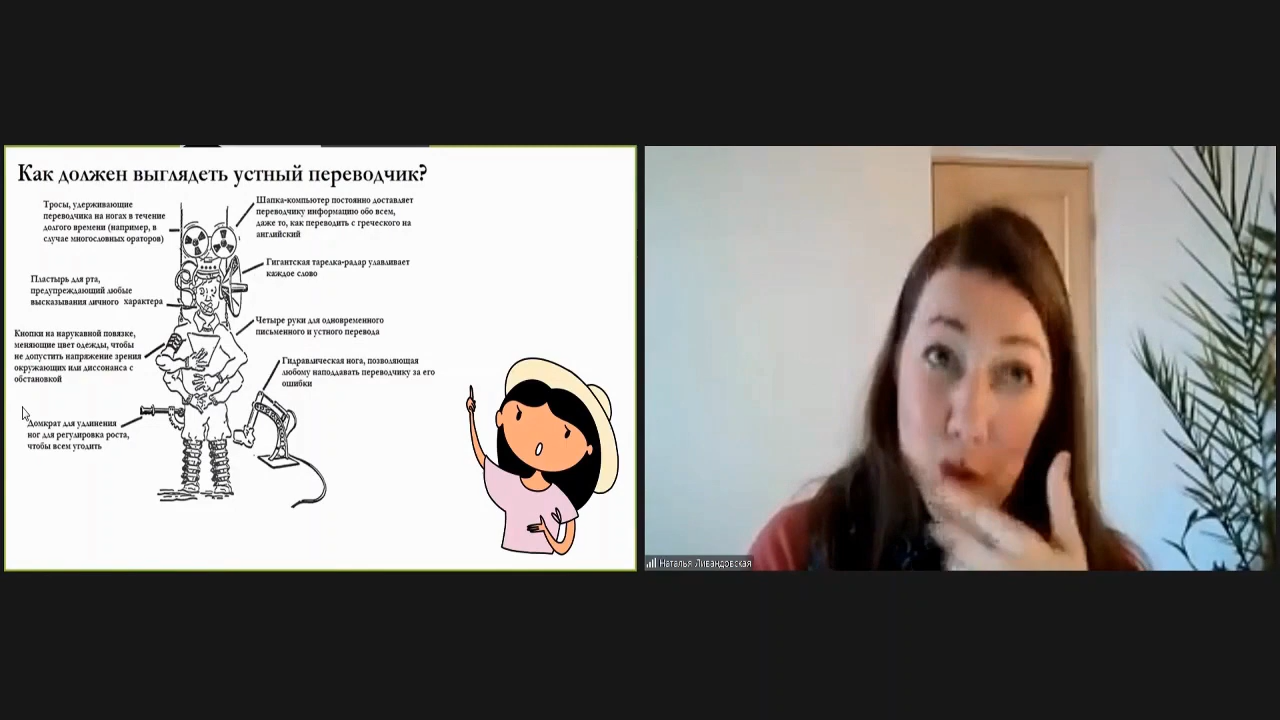 Как должен выглядеть устный переводчик?
Тросы, удерживающие
переводчика на ногах в течение
долгого времени (например, в
случае многословных ораторов)
Шапка-компьютер постоянно доставляет
переводчику информацию обо всем,
даже то, как переводить с греческого на
английский
Гигантская тарелка-радар улавливает
каждое слово
Пластырь для рта,
предупреждающий любые
высказывания личного характера
Четыре руки для одновременного
письменного и устного перевода
Кнопки на нарукавной повязке,
меняющие цвет одежды, чтобы
не допустить напряжение зрения
окружающих или диссонанса с
обстановкой
Гидравлическая нога, позволяющая
любому наподдавать переводчику за его
ошибки
Домкрат для удлинения
ног для регулировка роста,
чтобы всем угодить
Наталья Ливандовская